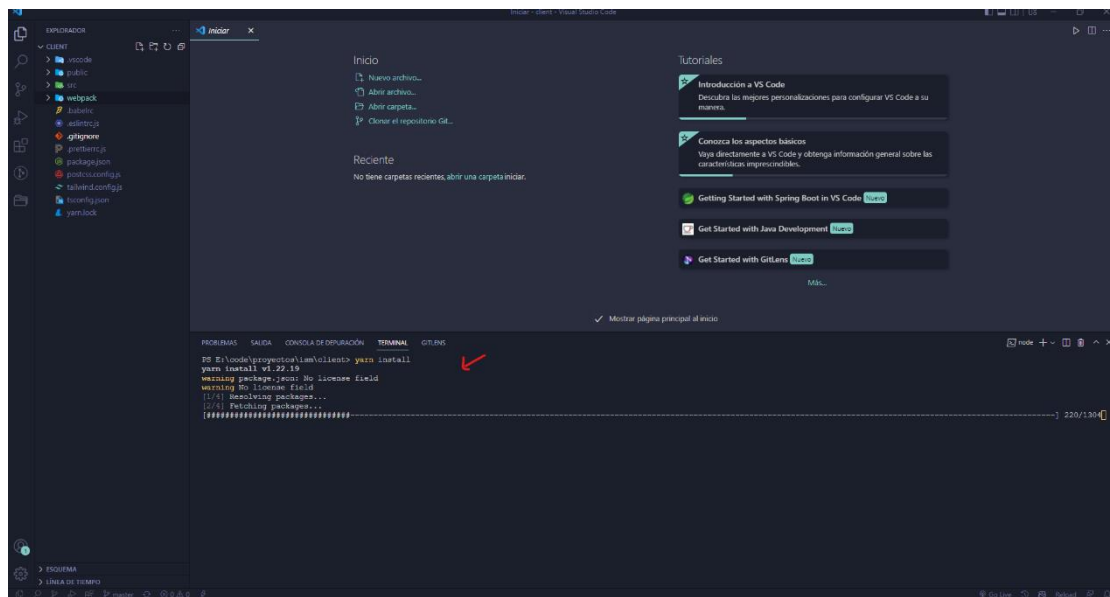 Iniciar - client - Visual Studio Code
EXPLORADOR
Iniciar
CLIENT
.vscode
public
src
webpack
.babelrc
.eslintrc.js
.gitignore
.prettierrc.js
package.json
postcss.config.js
tailwind.config.js
tsconfig.json
yarn.lock
Inicio
Nuevo archivo...
Abrir archivo...
Abrir carpeta...
Clonar el repositorio Git...
Reciente
No tiene carpetas recientes, abrir una carpeta iniciar.
Tutoriales
Introducción a VS Code
Descubra las mejores personalizaciones para configurar VS Code a su
manera.
Conozca los aspectos básicos
Vaya directamente a VS Code y obtenga información general sobre las
características imprescindibles.
Getting Started with Spring Boot in VS Code Nuevo
Get Started with Java Development Nuevo
Get Started with GitLens Nuevo
Más...
Mostrar página principal al inicio
PROBLEMAS SALIDA CONSOLA DE DEPURACIÓN TERMINAL GITLENS
node
PS E:\code\proyectos\ism\client> yarn install
yarn install v1.22.19
warning package.json: No license field
warning No license field
[1/4] Resolving packages...
[2/4] Fetching packages...
[##############################------------------------------] 220/1304
ESQUEMA
LÍNEA DE TIEMPO
master
Go Live